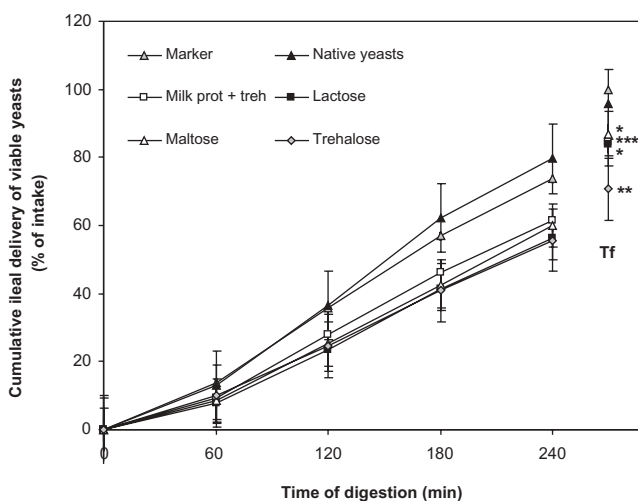 120
100
80
60
40
20
0
Cumulative ileal delivery of viable yeasts
(% of intake)
Marker
Native yeasts
Milk prot + treh
Lactose
Maltose
Trehalose
*
***
*
**
Tf
0
60
120
180
240
Time of digestion (min)